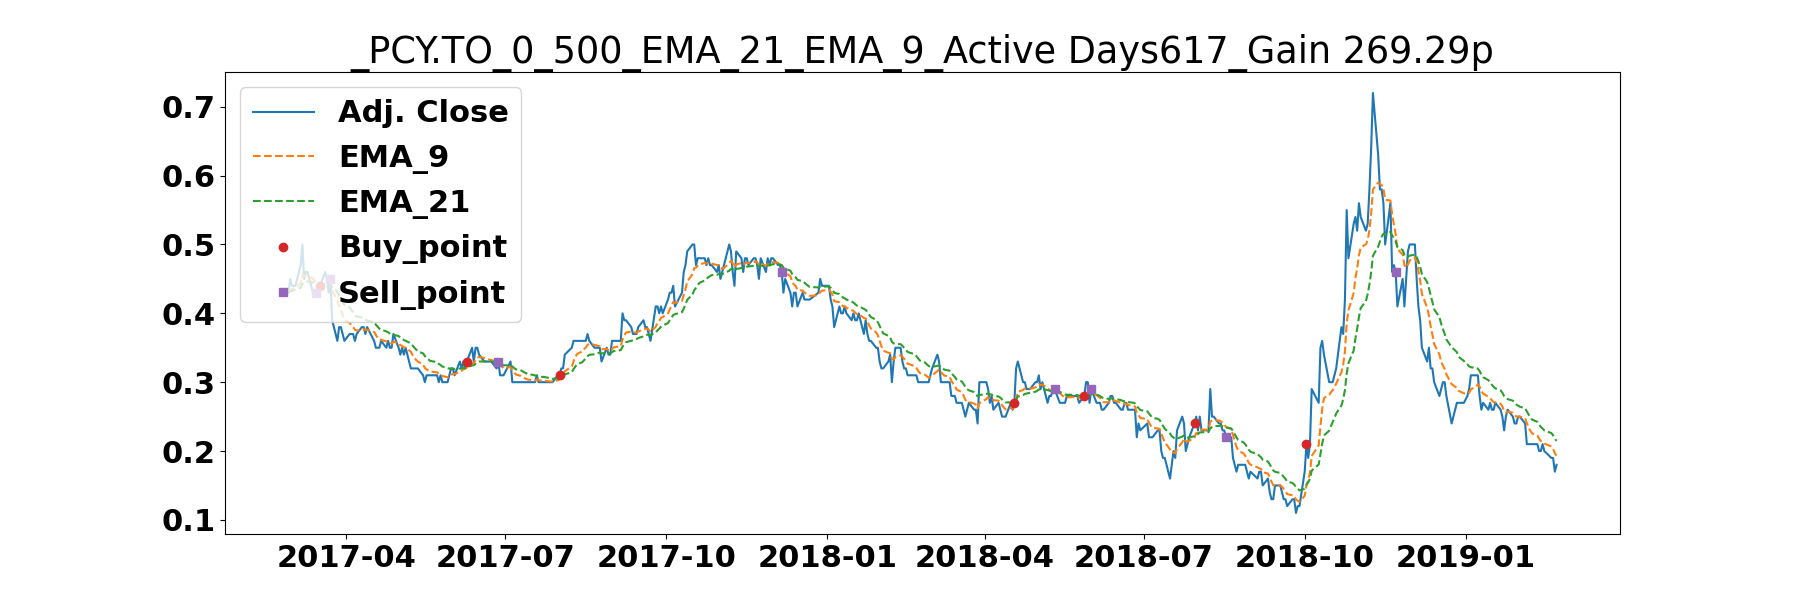 _PCY.TO_0_500_EMA_21_EMA_9_Active Days617_Gain 269.29p
0.7
0.6
0.5
0.4
0.3
0.2
0.1
Adj. Close
EMA_9
EMA_21
Buy_point
Sell_point
2017-04 2017-07 2017-10 2018-01 2018-04 2018-07 2018-10 2019-01